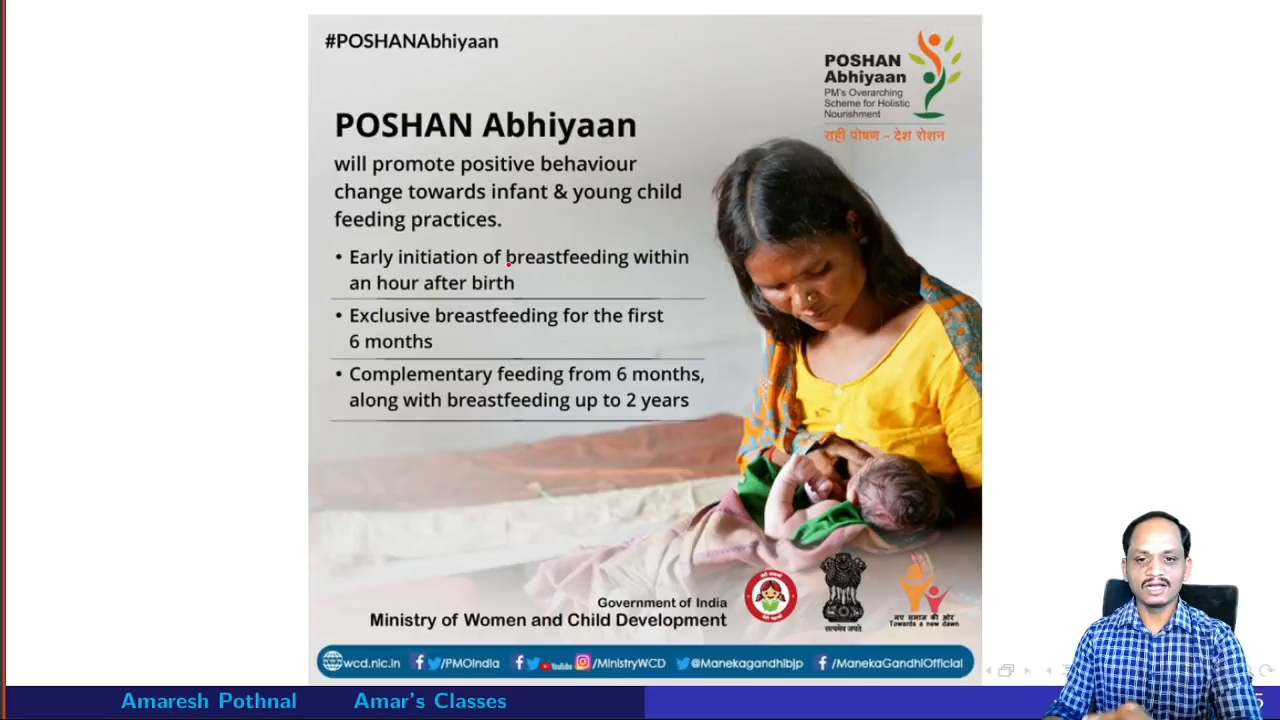 #POSHANAbhiyaan
POSHAN
Abhiyaan
PM's Overarching
Scheme for Holistic
Nourishment
सही पोषण - देश रोशन
POSHAN Abhiyaan
will promote positive behaviour
change towards infant & young child
feeding practices.
• Early initiation of breastfeeding within
an hour after birth
• Exclusive breastfeeding for the first
6 months
• Complementary feeding from 6 months,
along with breastfeeding up to 2 years
Government of India
Ministry of Women and Child Development
सत्यमेव जयते
Towards a new dawn
www wcd.nic.in /PMOIndia YouTube /MinistryWCD @Manekagandhibjp /ManekaGandhiOfficial
Amaresh Pothnal Amar's Classes
5